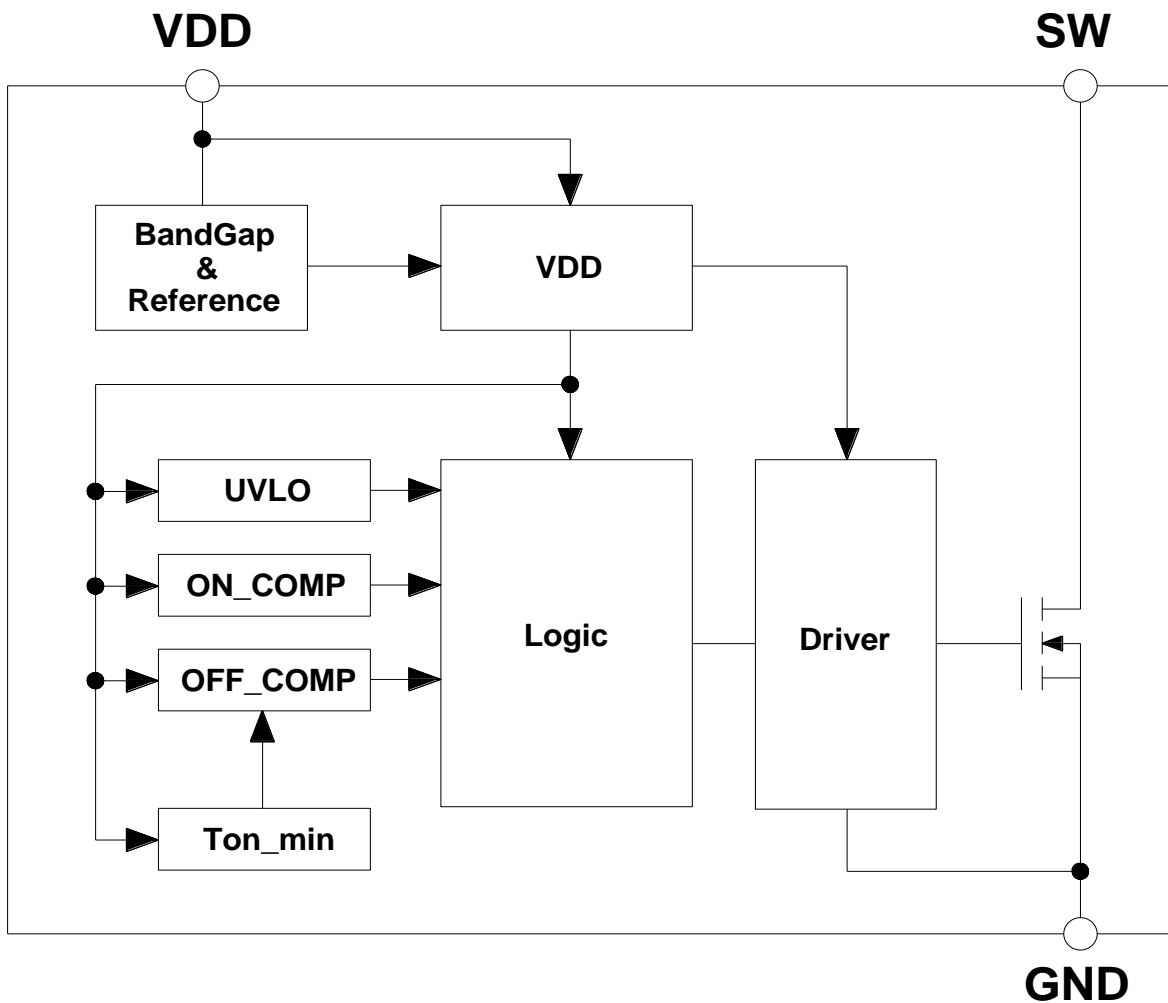 VDD
SW
BandGap
&
Reference
VDD
UVLO
ON_COMP
OFF_COMP
Ton_min
Logic
Driver
GND